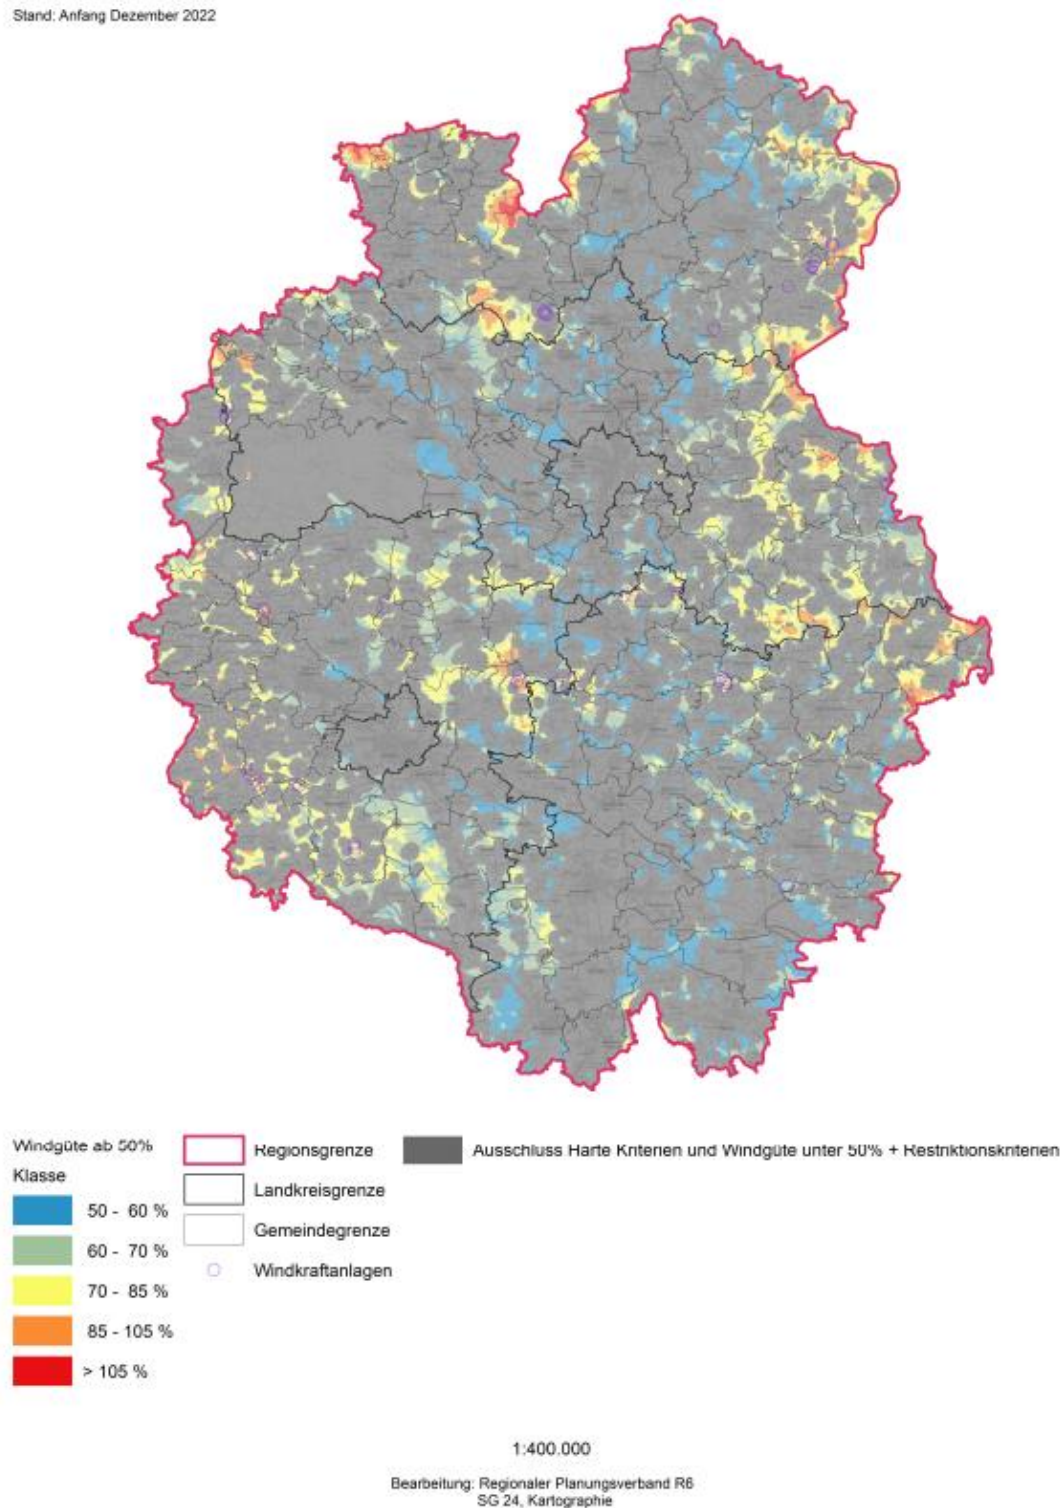 Stand: Anfang Dezember 2022
Windgüte ab 50%
Klasse
50 - 60 %
60 - 70 %
70 - 85 %
85 - 105 %
> 105 %
Regionsgrenze
Landkreisgrenze
Gemeindegrenze
Windkraftanlagen
Ausschluss Harte Kriterien und Windgüte unter 50% + Restriktionskriterien
1:400.000
Bearbeitung: Regionaler Planungsverband R6
SG 24, Kartographie